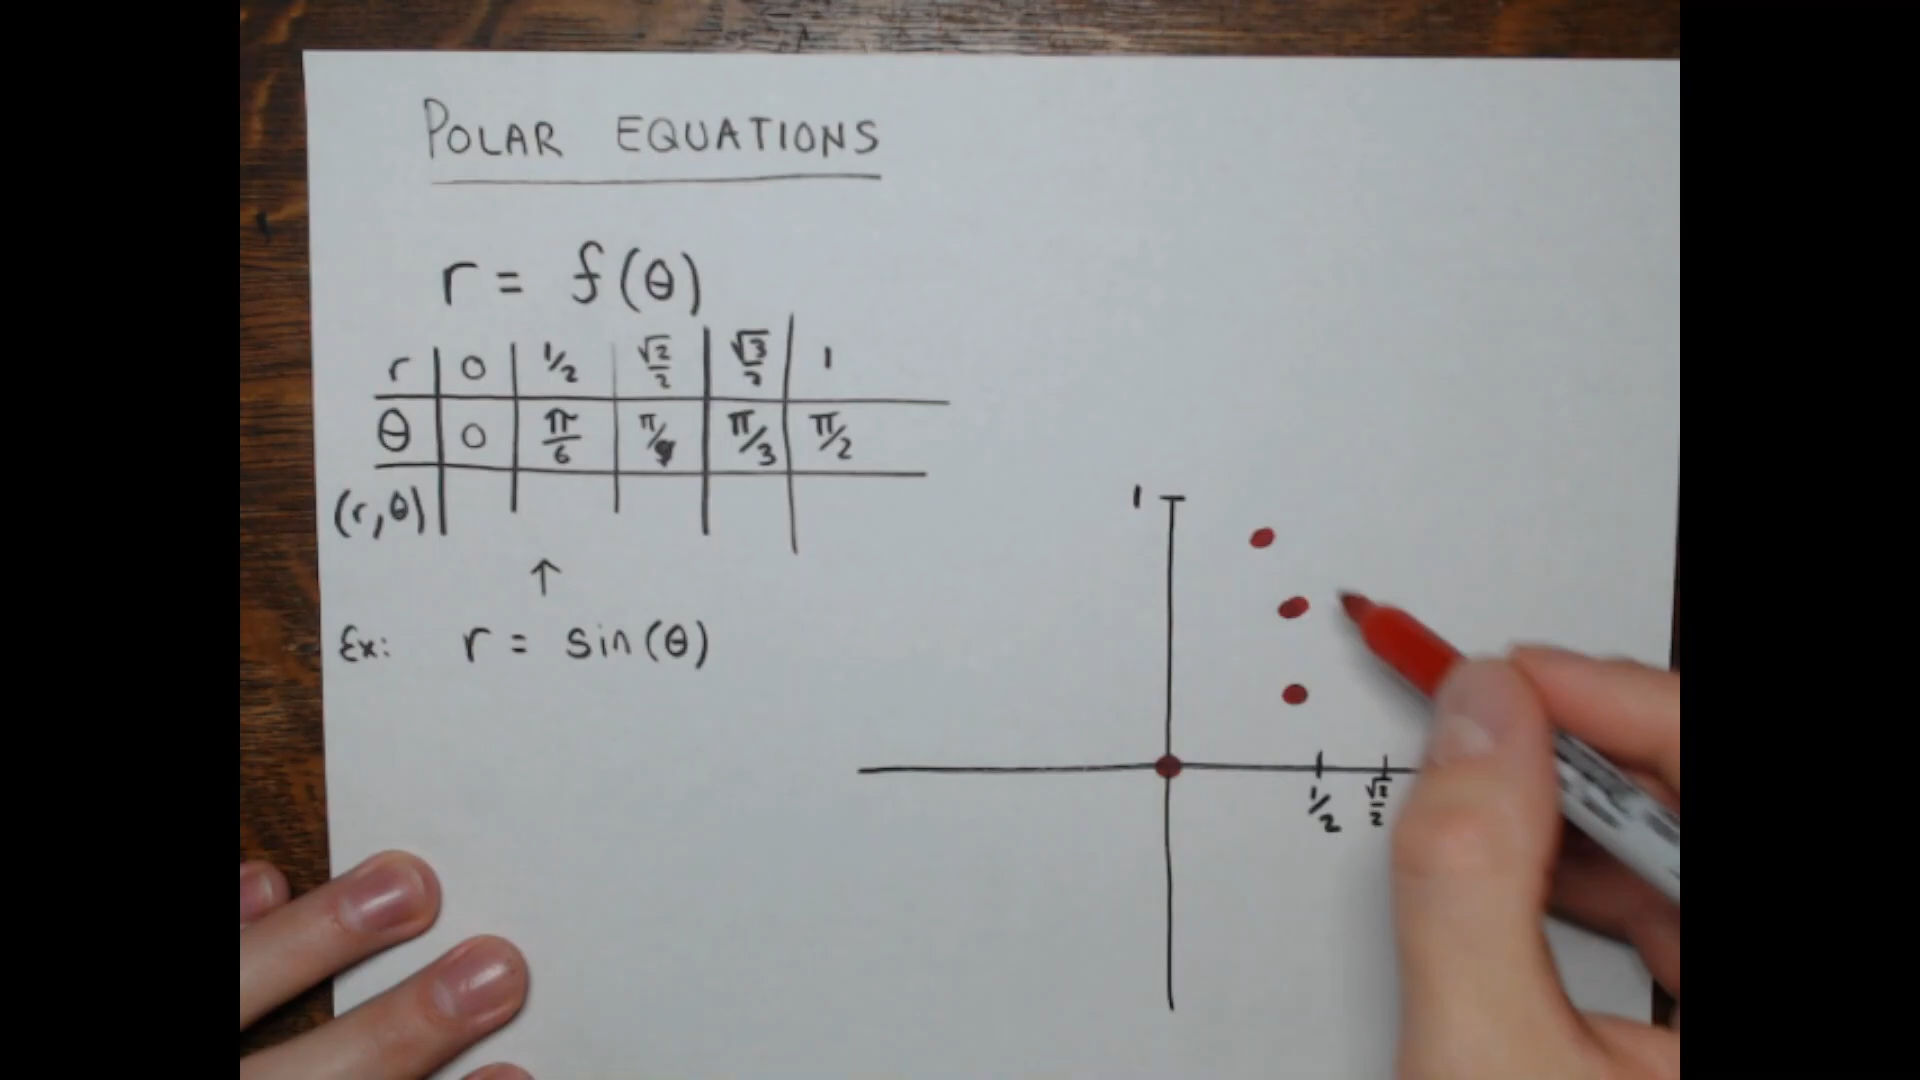 POLAR EQUATIONS
r = f(θ)
r 0 1/2 √2/2 √3/2 1
θ 0 π/6 π/4 π/3 π/2
(r,θ)
↑
Ex: r = sin(θ)
1
1/2 √2/2